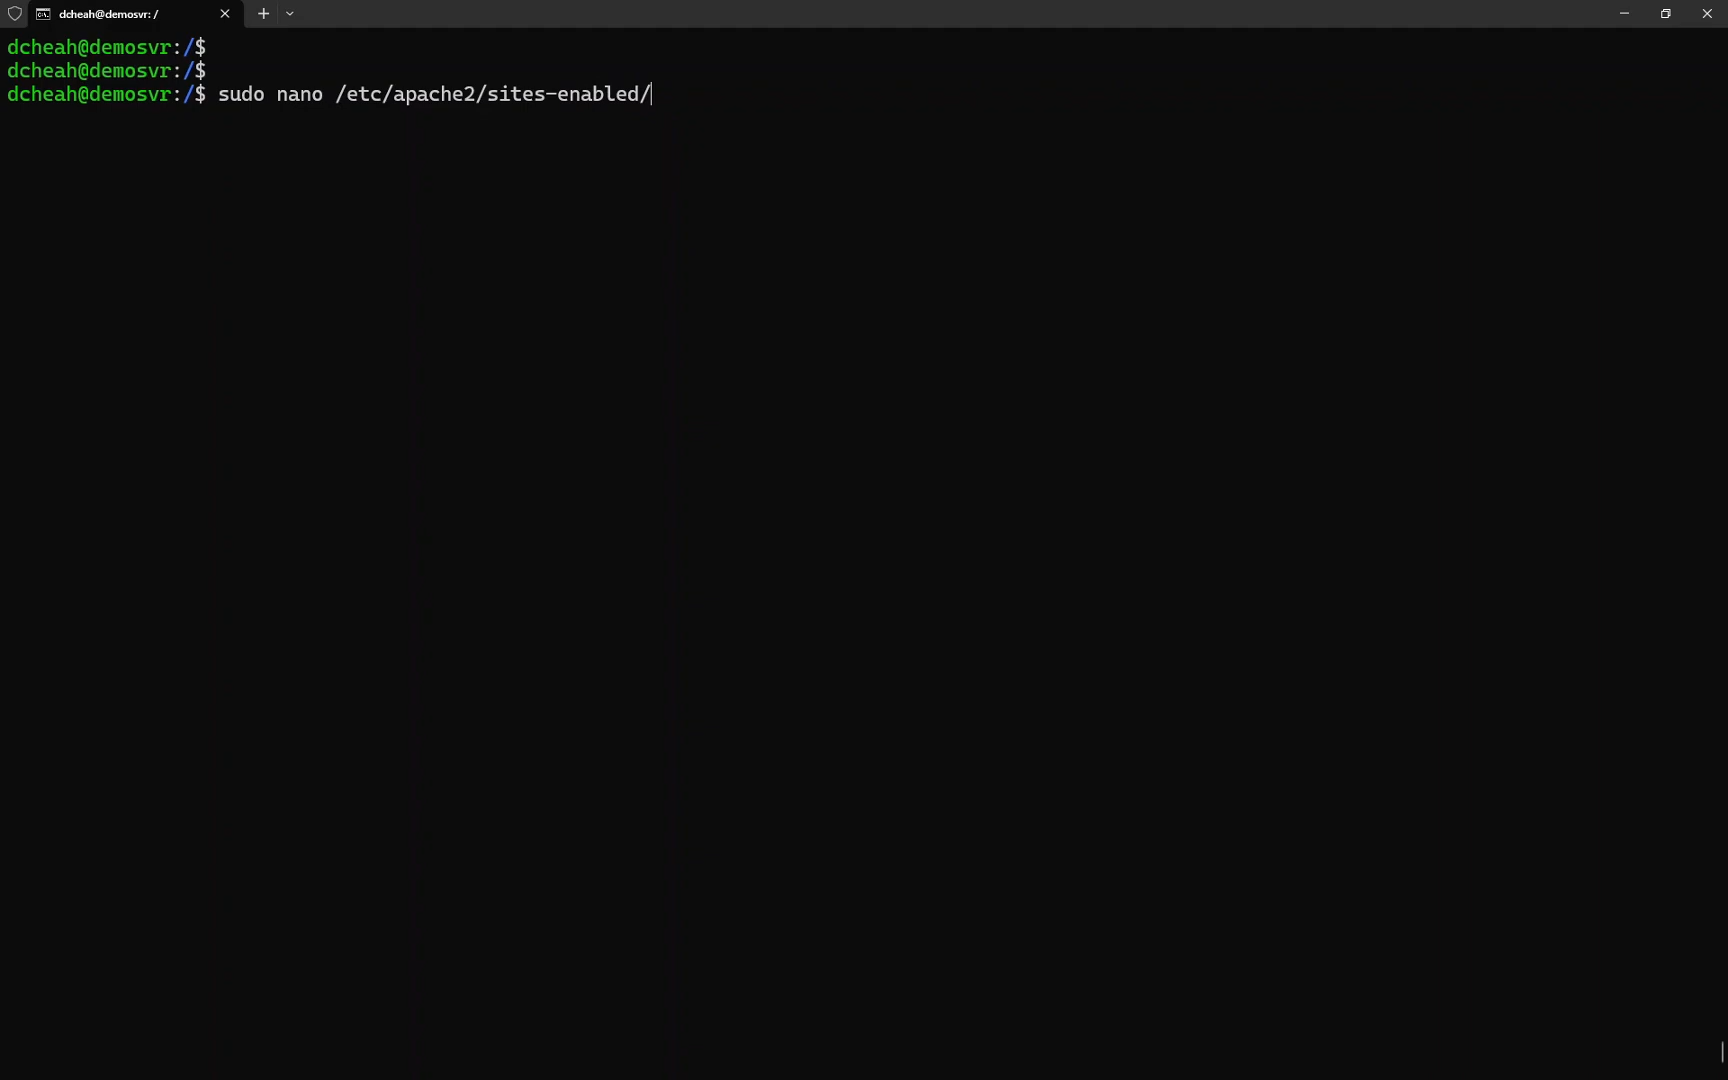 dcheah@demosvr: /
dcheah@demosvr:/$
dcheah@demosvr:/$
dcheah@demosvr:/$ sudo nano /etc/apache2/sites-enabled/